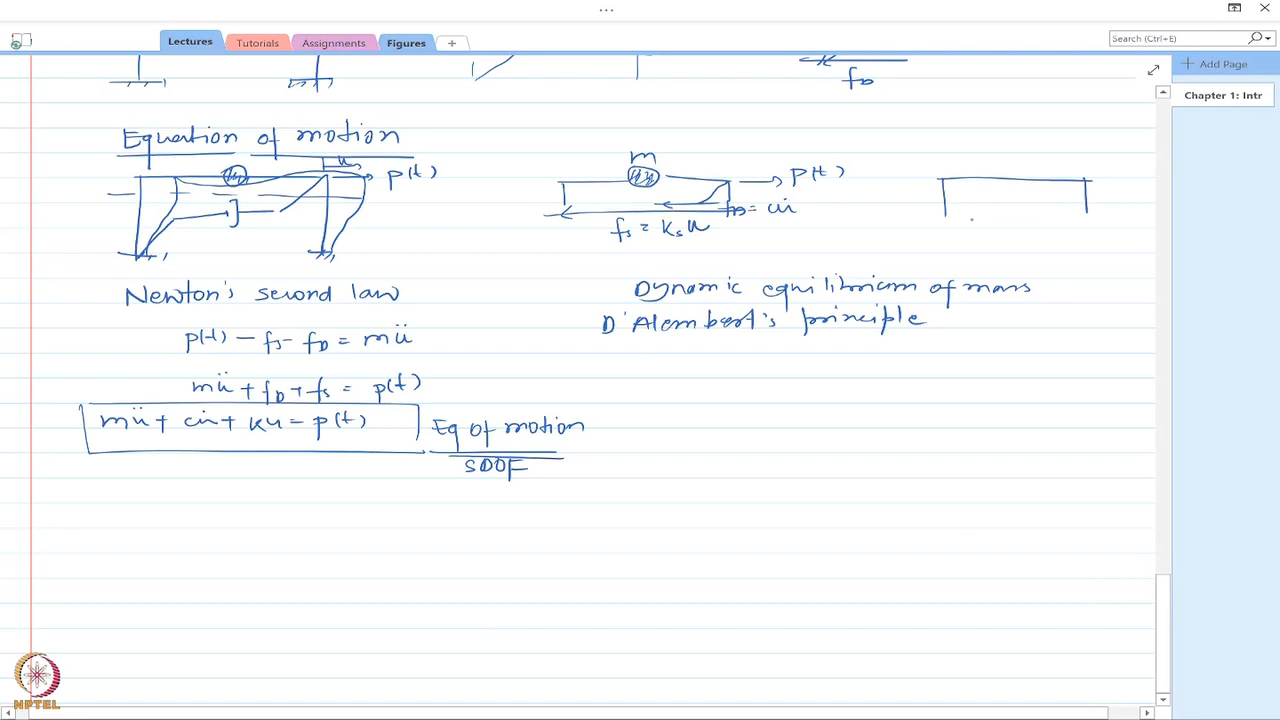 Lectures
Tutorials
Assignments
Figures
Search (Ctrl+E)
Add Page
Chapter 1: Intr
fD
Equation of motion
u
P(t)
m
P(t)
fD = cu̇
fs = ksu
Newton's second law
p(t) - fs - fD = mü
mü + fD + fs = p(t)
mü + cu̇ + ku = p(t)
Eq of motion
SDOF
Dynamic equilibrium of mass
D'Alembert's principle
NPTEL